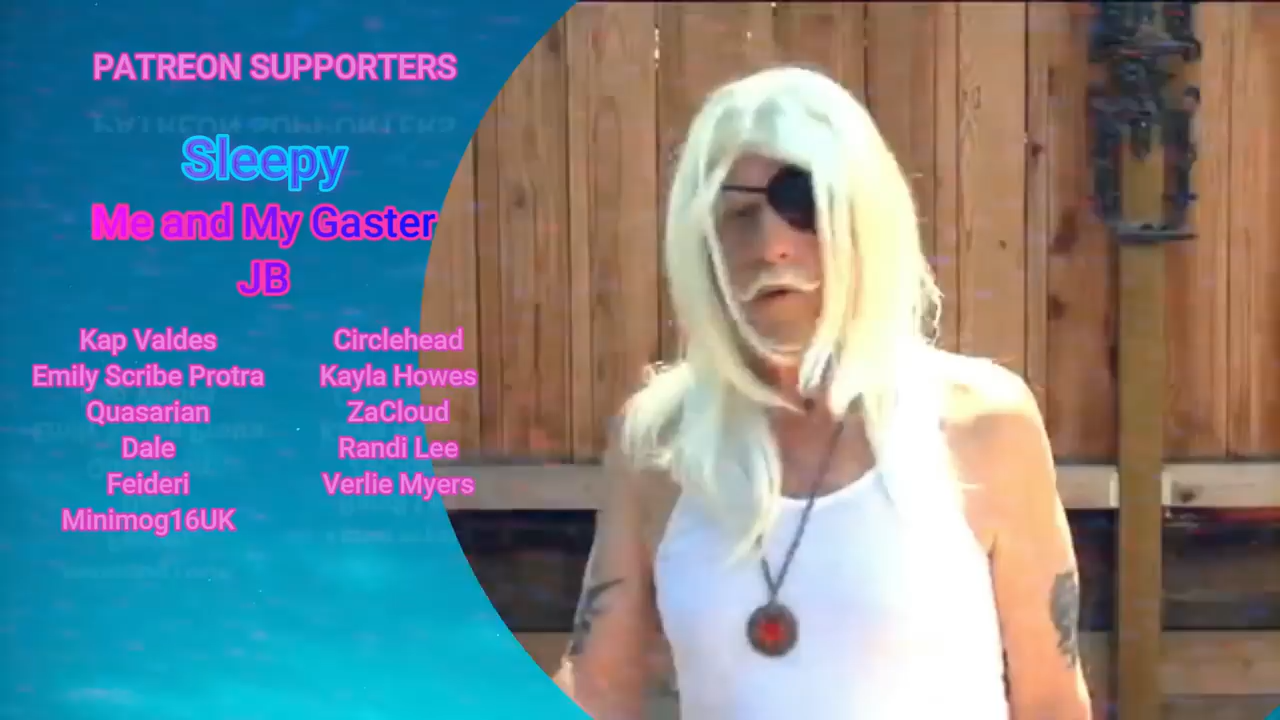 PATREON SUPPORTERS
Sleepy
Me and My Gaster
JB
Kap Valdes
Emily Scribe Protra
Quasarian
Dale
Feideri
Minimog16UK
Circlehead
Kayla Howes
ZaCloud
Randi Lee
Verlie Myers